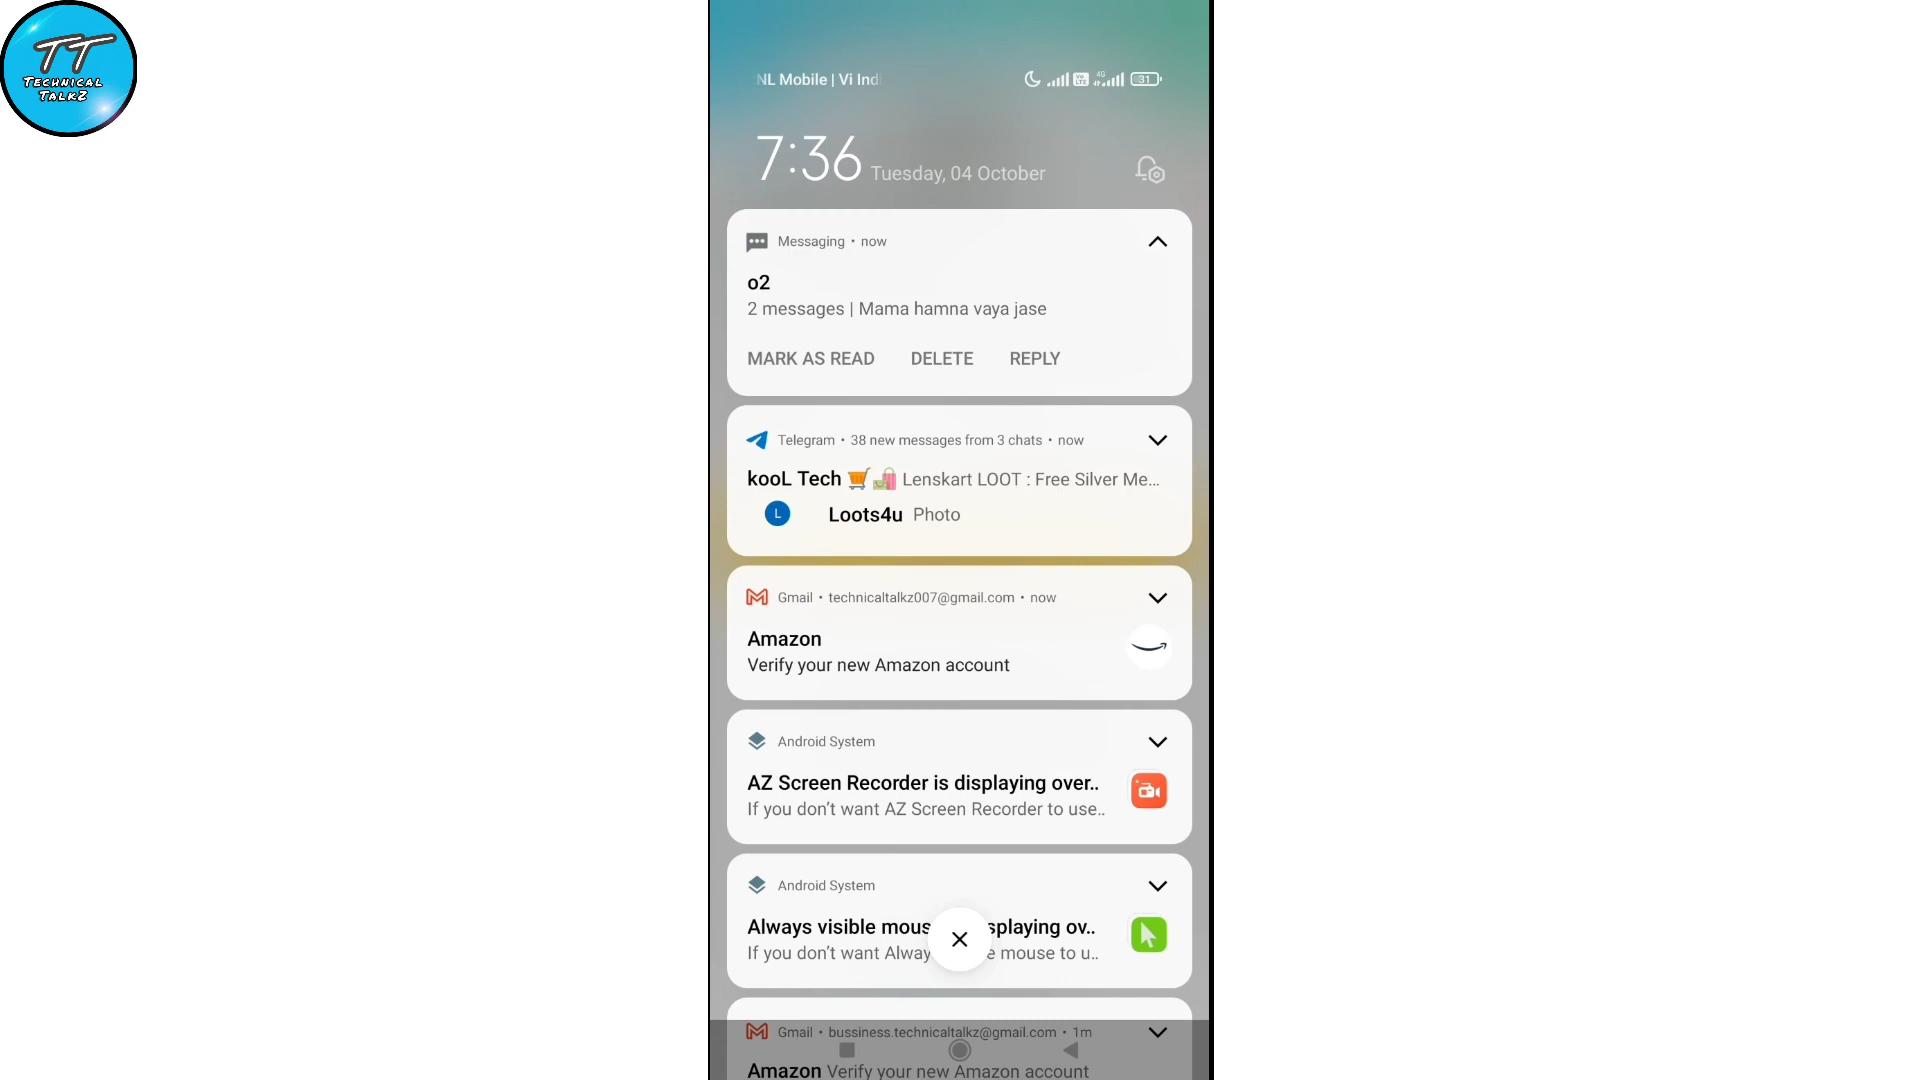 TT
TECHNICAL
TALKZ
NL Mobile | Vi Ind
4G
31
7:36 Tuesday, 04 October
Messaging • now
o2
2 messages | Mama hamna vaya jase
MARK AS READ DELETE REPLY
Telegram • 38 new messages from 3 chats • now
kooL Tech 🛒🛍 Lenskart LOOT : Free Silver Me...
L Loots4u Photo
Gmail • technicaltalkz007@gmail.com • now
Amazon
Verify your new Amazon account
Android System
AZ Screen Recorder is displaying over..
If you don't want AZ Screen Recorder to use..
Android System
Always visible mous splaying ov..
If you don't want Alway e mouse to u..
Gmail • bussiness.technicaltalkz@gmail.com • 1m
Amazon Verify your new Amazon account